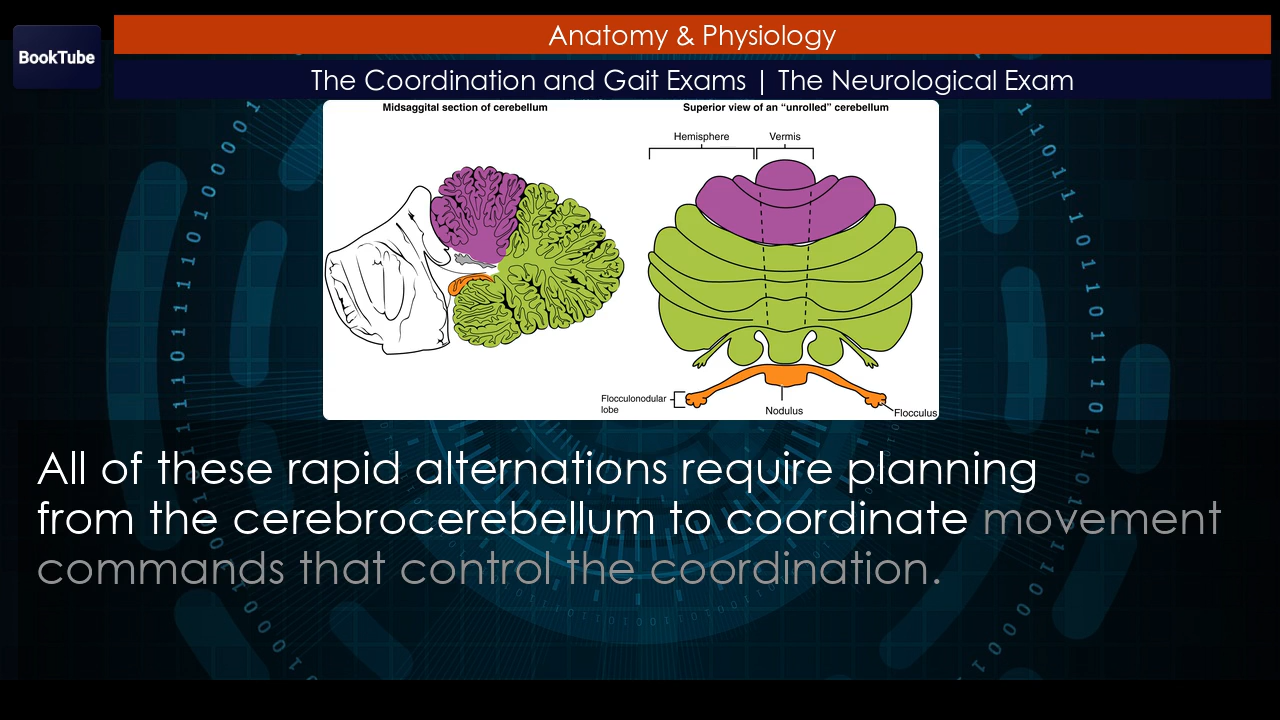 BookTube
Anatomy & Physiology
The Coordination and Gait Exams | The Neurological Exam
Midsaggital section of cerebellum
Superior view of an “unrolled” cerebellum
Hemisphere
Vermis
Flocculonodular
lobe
Nodulus
Flocculus
All of these rapid alternations require planning
from the cerebrocerebellum to coordinate movement
commands that control the coordination.